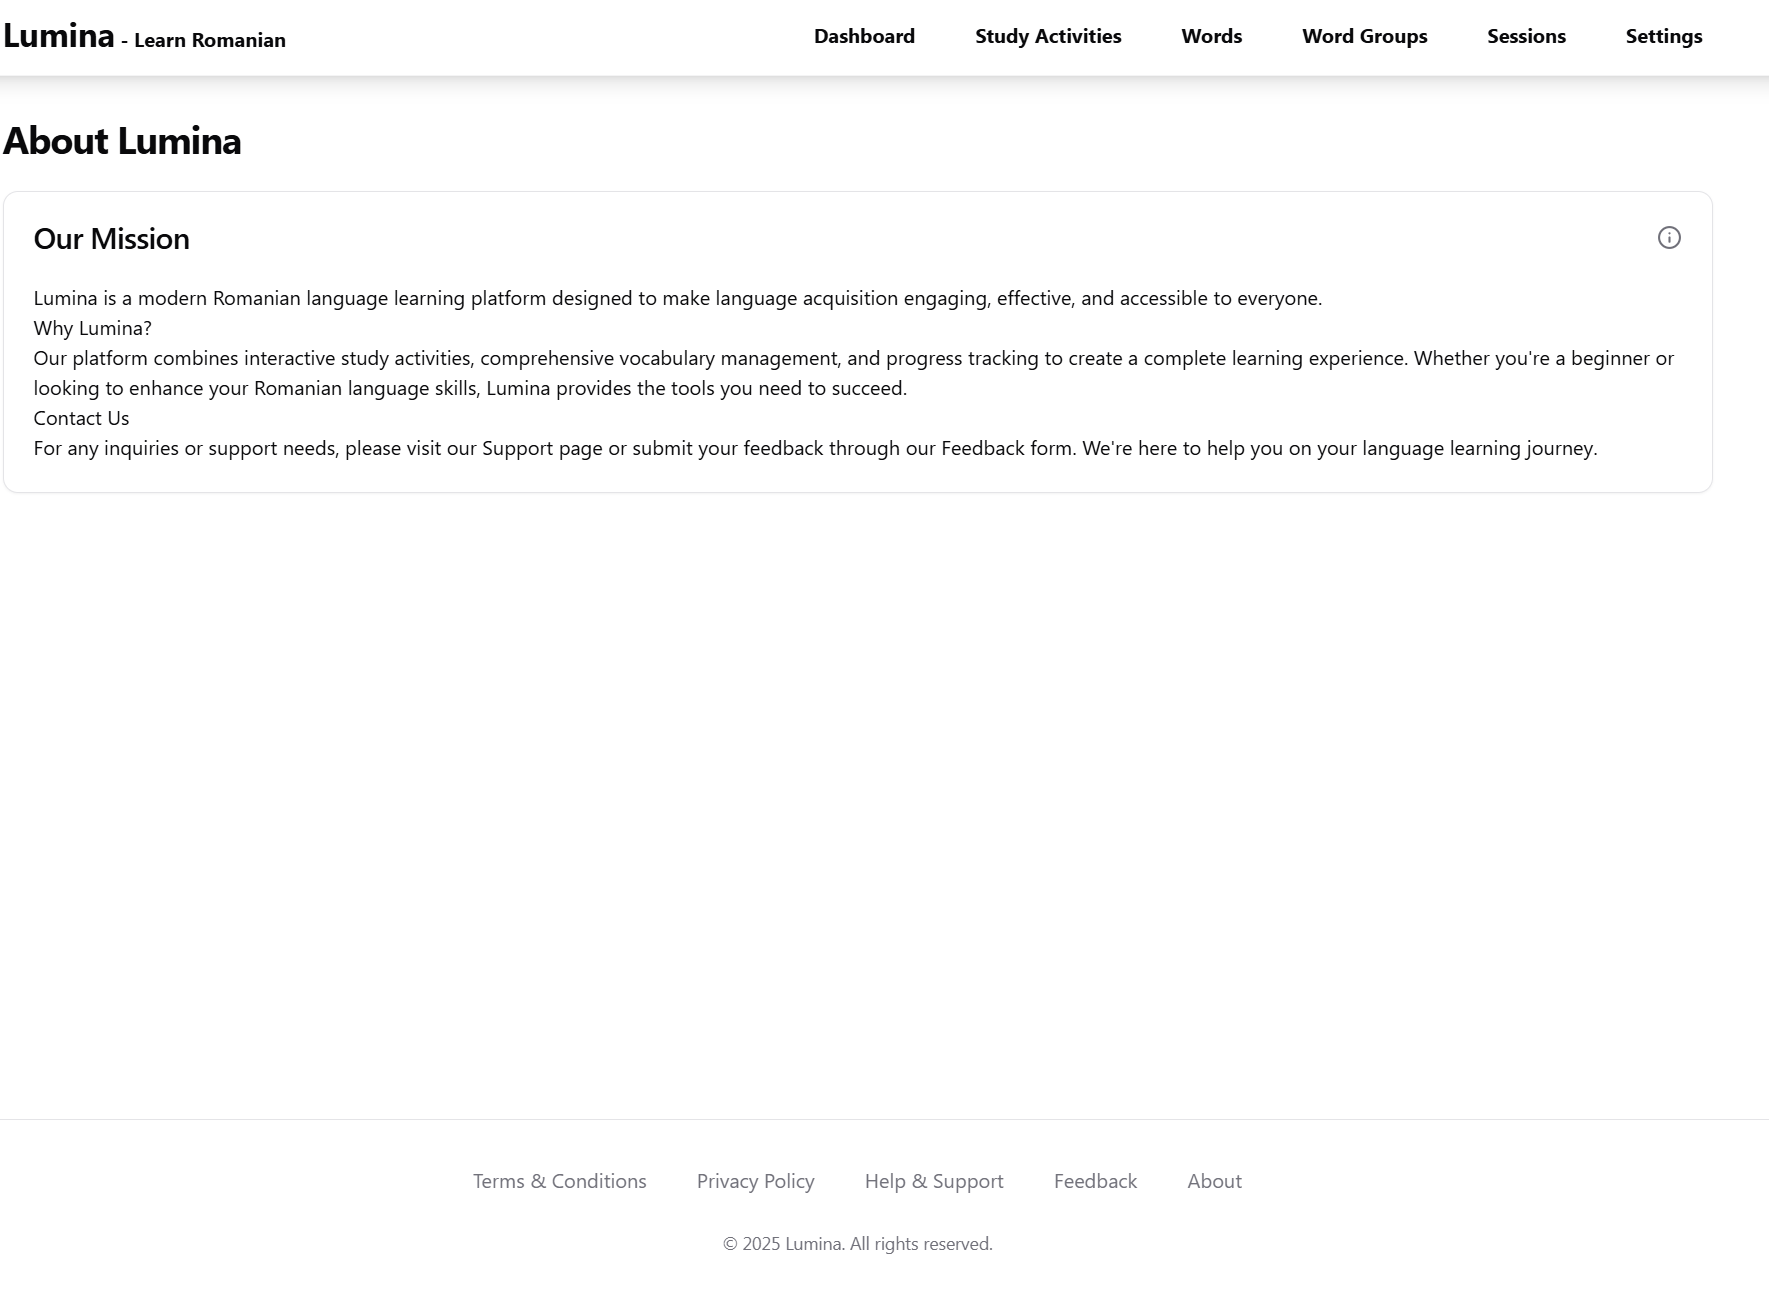 Lumina - Learn Romanian
Dashboard
Study Activities
Words
Word Groups
Sessions
Settings
About Lumina
Our Mission
Lumina is a modern Romanian language learning platform designed to make language acquisition engaging, effective, and accessible to everyone.
Why Lumina?
Our platform combines interactive study activities, comprehensive vocabulary management, and progress tracking to create a complete learning experience. Whether you're a beginner or
looking to enhance your Romanian language skills, Lumina provides the tools you need to succeed.
Contact Us
For any inquiries or support needs, please visit our Support page or submit your feedback through our Feedback form. We're here to help you on your language learning journey.
Terms & Conditions
Privacy Policy
Help & Support
Feedback
About
© 2025 Lumina. All rights reserved.